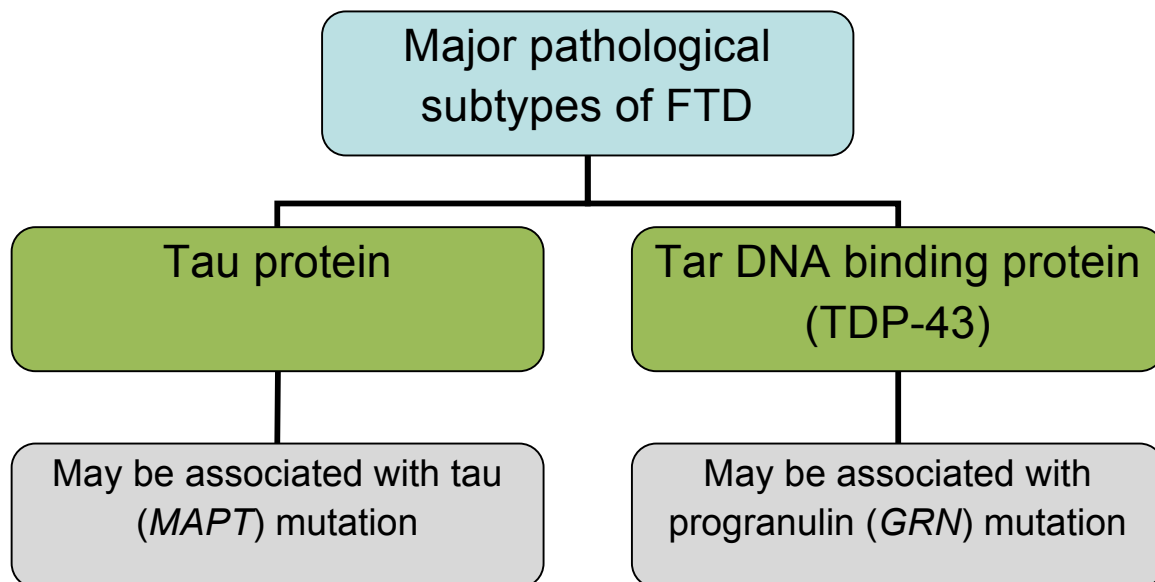 Major pathological
subtypes of FTD
Tau protein
Tar DNA binding protein
(TDP-43)
May be associated with tau
(MAPT) mutation
May be associated with
progranulin (GRN) mutation